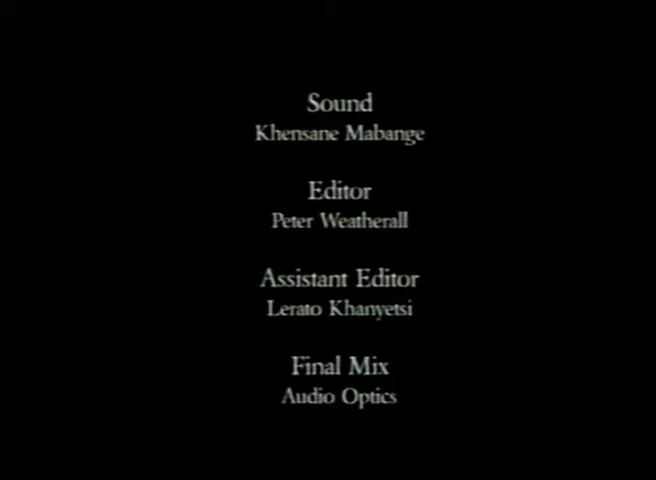 Sound
Khensane Mabange
Editor
Peter Weatherall
Assistant Editor
Lerato Khanyetsi
Final Mix
Audio Optics